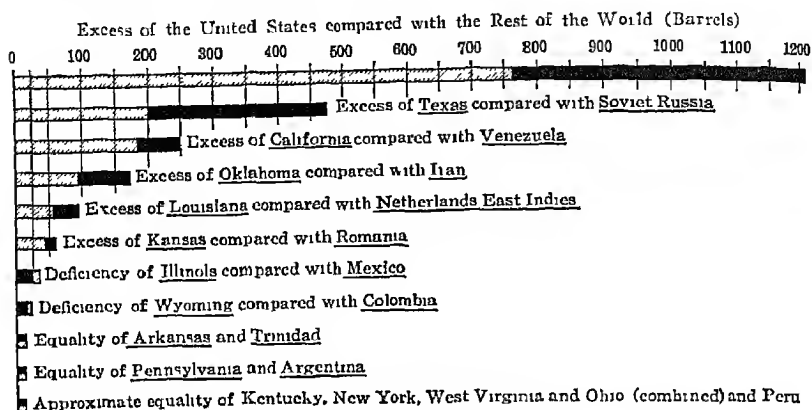 Excess of the United States compared with the Rest of the World (Barrels)
0 100 200 300 400 500 600 700 800 900 1000 1100 1200
Excess of Texas compared with Soviet Russia
Excess of California compared with Venezuela
Excess of Oklahoma compared with Iran
Excess of Louisiana compared with Netherlands East Indies
Excess of Kansas compared with Romania
Deficiency of Illinois compared with Mexico
Deficiency of Wyoming compared with Colombia
Equality of Arkansas and Trinidad
Equality of Pennsylvania and Argentina
Approximate equality of Kentucky, New York, West Virginia and Ohio (combined) and Peru